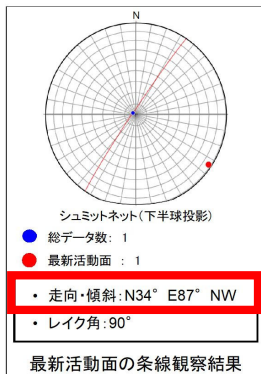 N
シュミットネット(下半球投影)
総データ数: 1
最新活動面 : 1
・ 走向・傾斜:N34°E87°NW
・ レイク角:90°
最新活動面の条線観察結果